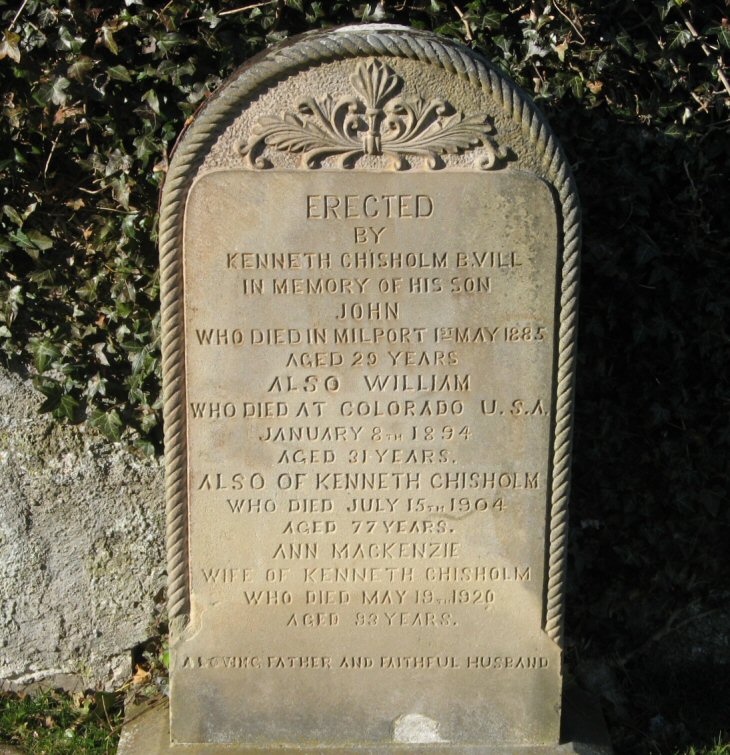 ERECTED
BY
KENNETH CHISHOLM B.VILL
IN MEMORY OF HIS SON
JOHN
WHO DIED IN MILPORT 1ST MAY 1885
AGED 29 YEARS
ALSO WILLIAM
WHO DIED AT COLORADO U.S.A.
JANUARY 8TH 1894
AGED 31 YEARS.
ALSO OF KENNETH CHISHOLM
WHO DIED JULY 15TH 1904
AGED 77 YEARS.
ANN MACKENZIE
WIFE OF KENNETH CHISHOLM
WHO DIED MAY 19TH 1920
AGED 93 YEARS.
A LOVING FATHER AND FAITHFUL HUSBAND